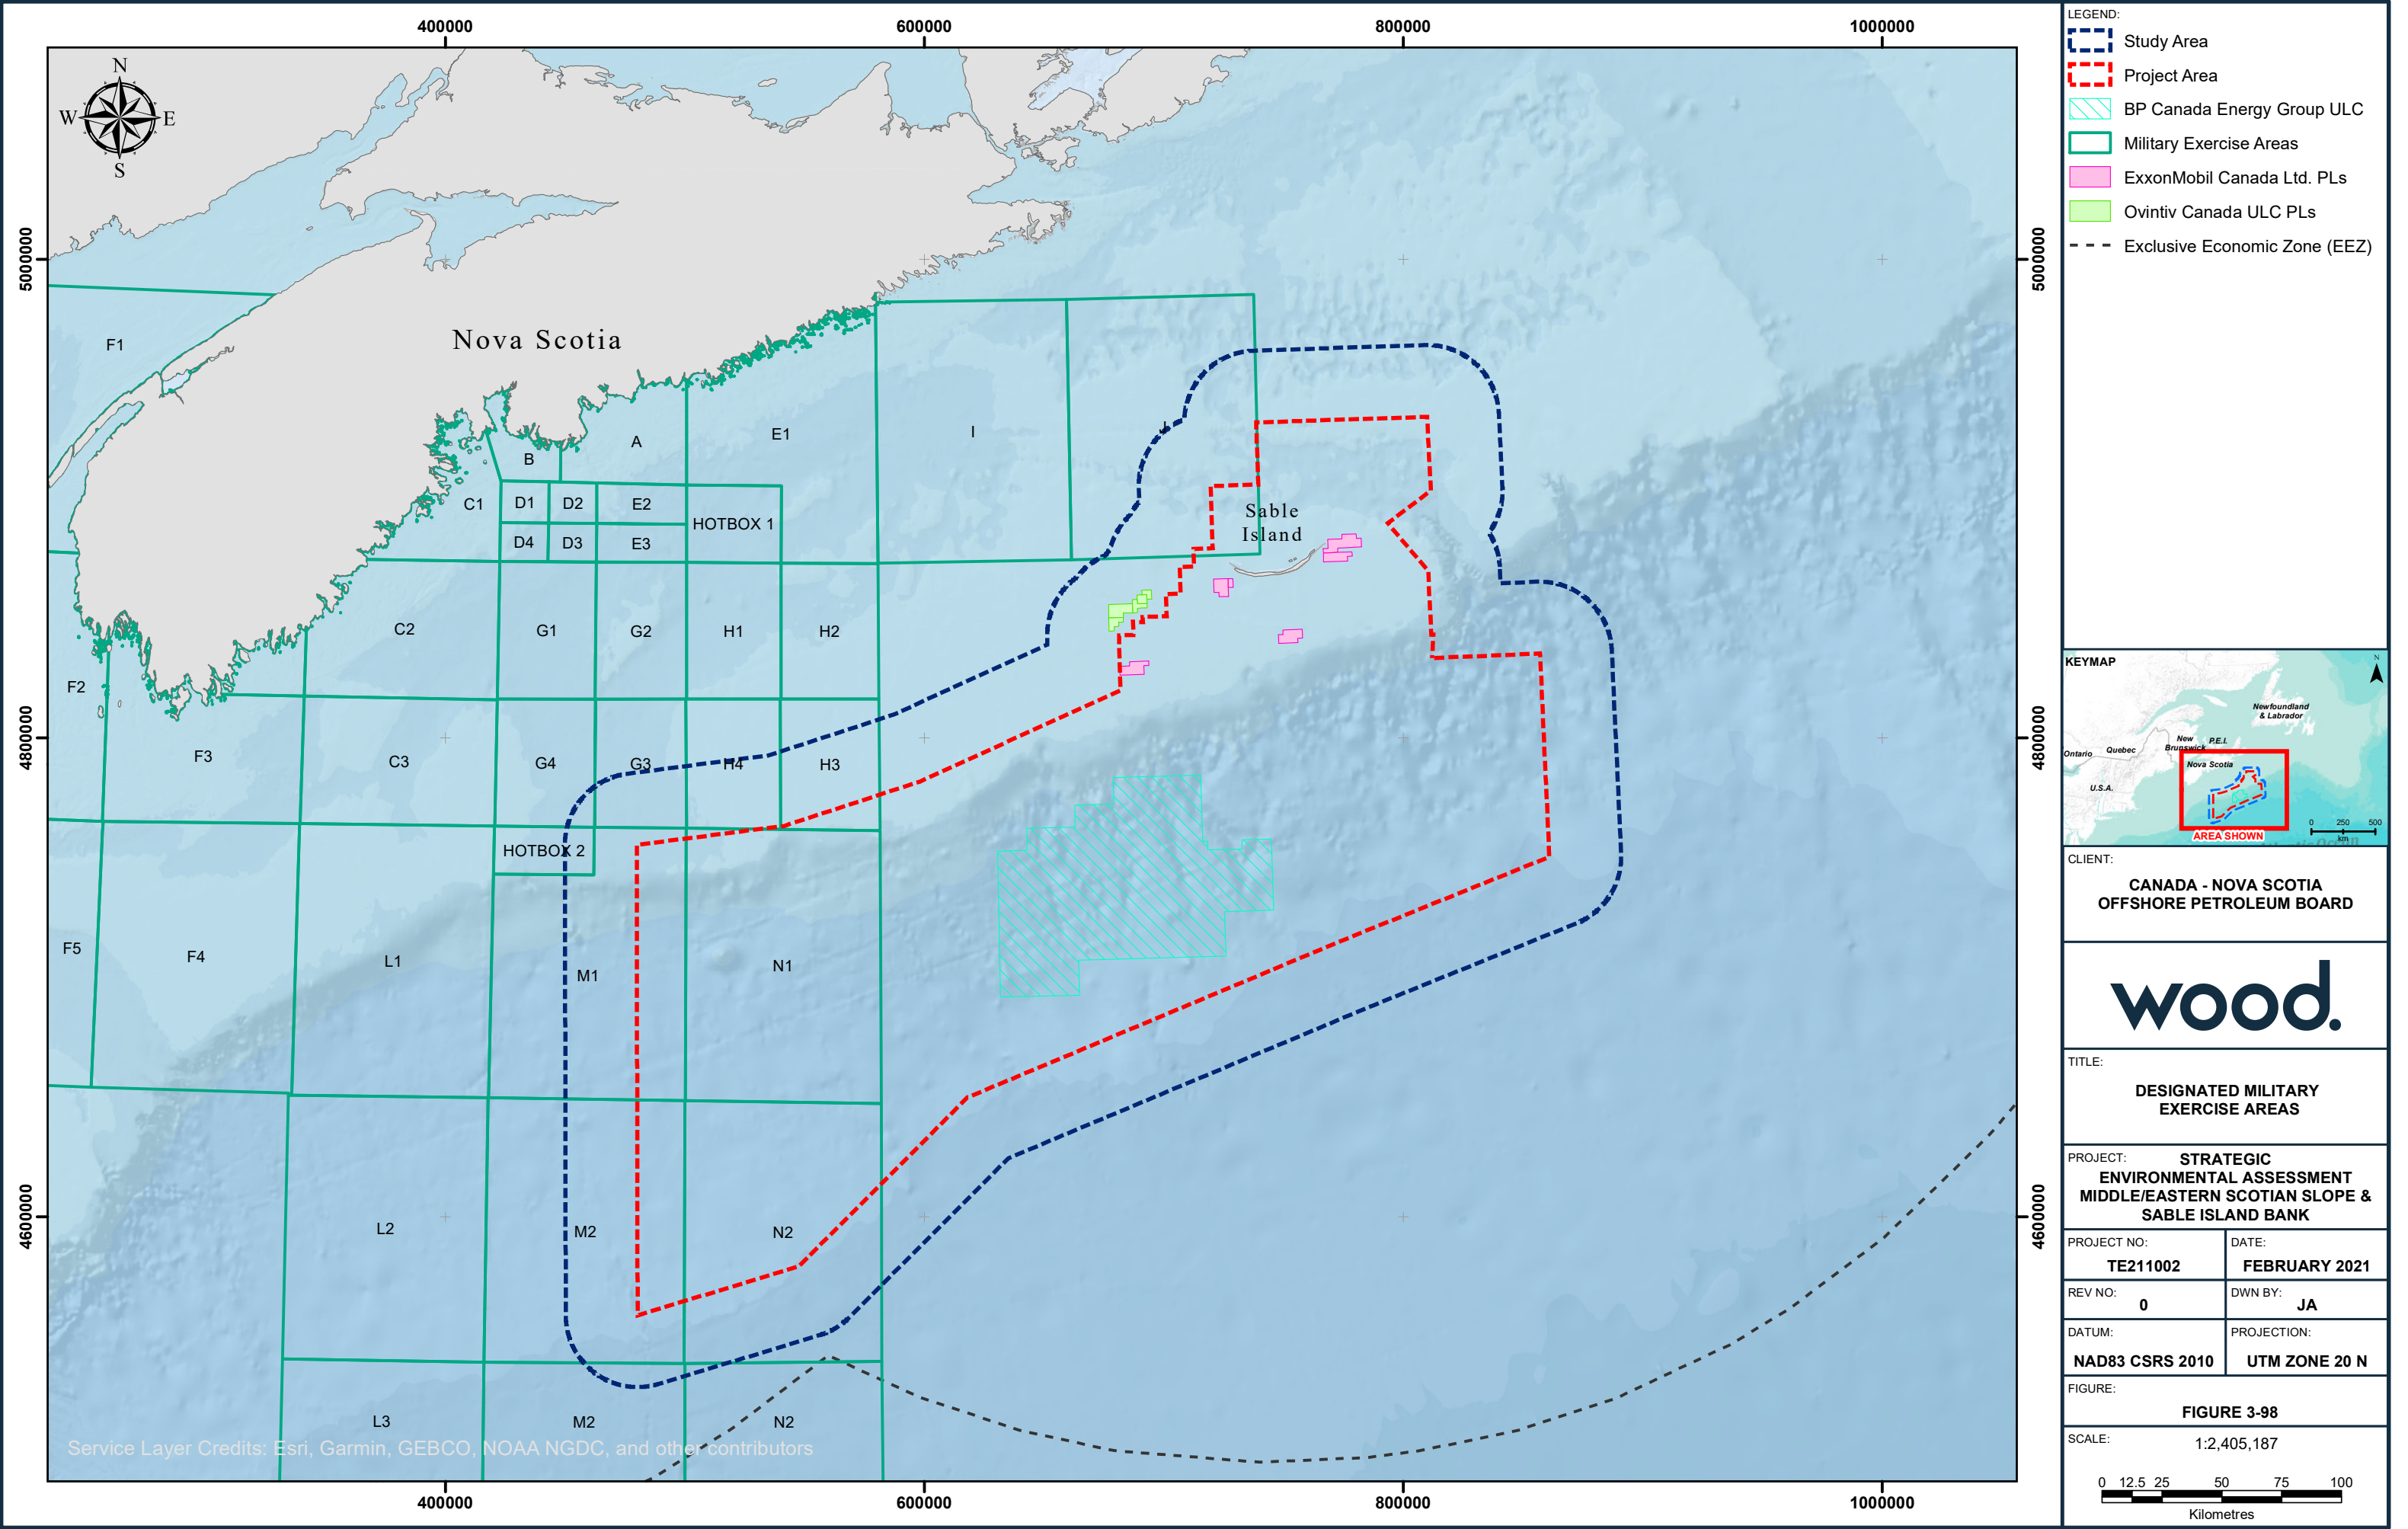 400000
600000
800000
1000000
N
W
E
S
5000000
5000000
Nova Scotia
F1
A
E1
I
J
B
C1
D1
D2
E2
HOTBOX 1
Sable
Island
D4
D3
E3
C2
G1
G2
H1
H2
F2
F3
C3
G4
G3
H4
H3
4800000
4800000
HOTBOX 2
F5
F4
L1
M1
N1
4600000
4600000
L2
M2
N2
L3
M2
N2
Service Layer Credits: Esri, Garmin, GEBCO, NOAA NGDC, and other contributors
400000
600000
800000
1000000
LEGEND:
Study Area
Project Area
BP Canada Energy Group ULC
Military Exercise Areas
ExxonMobil Canada Ltd. PLs
Ovintiv Canada ULC PLs
Exclusive Economic Zone (EEZ)
KEYMAP
N
Newfoundland
& Labrador
New
Brunswick
P.E.I.
Ontario
Quebec
Nova Scotia
U.S.A.
0 250 500
km
AREA SHOWN
CLIENT:
CANADA - NOVA SCOTIA
OFFSHORE PETROLEUM BOARD
wood.
TITLE:
DESIGNATED MILITARY
EXERCISE AREAS
PROJECT: STRATEGIC
ENVIRONMENTAL ASSESSMENT
MIDDLE/EASTERN SCOTIAN SLOPE &
SABLE ISLAND BANK
PROJECT NO:
TE211002
DATE:
FEBRUARY 2021
REV NO:
0
DWN BY:
JA
DATUM:
NAD83 CSRS 2010
PROJECTION:
UTM ZONE 20 N
FIGURE:
FIGURE 3-98
SCALE:
1:2,405,187
0 12.5 25 50 75 100
Kilometres